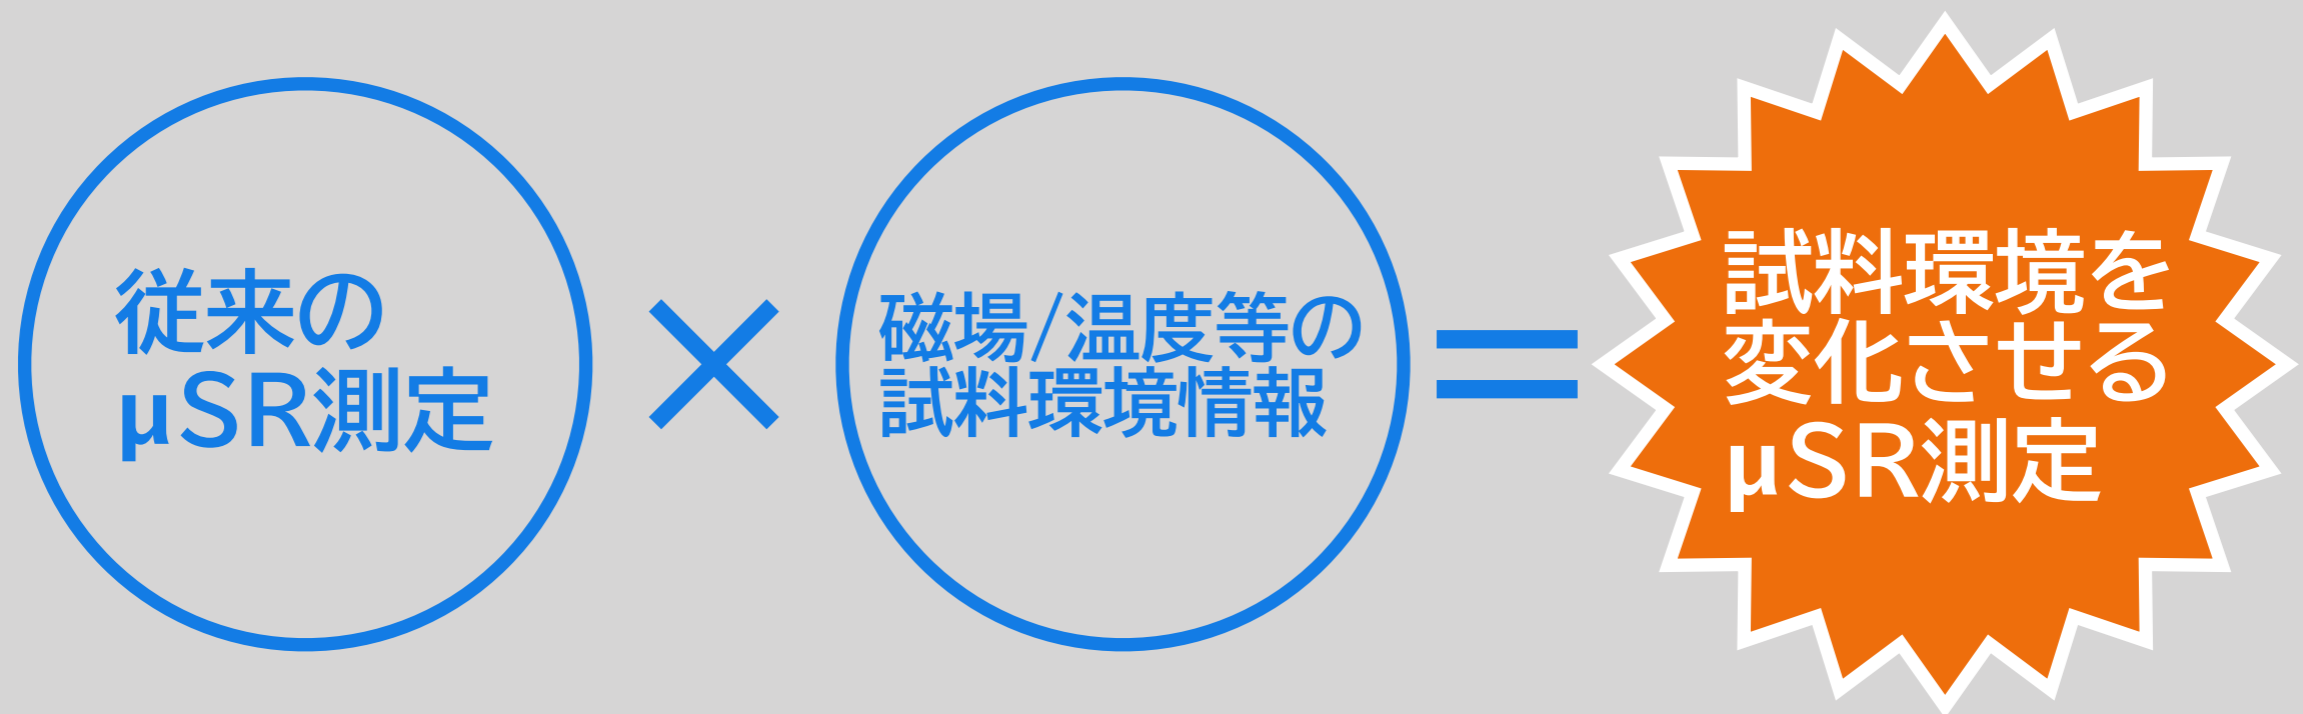 従来の
µSR測定
×
磁場/温度等の
試料環境情報
=
試料環境を
変化させる
µSR測定